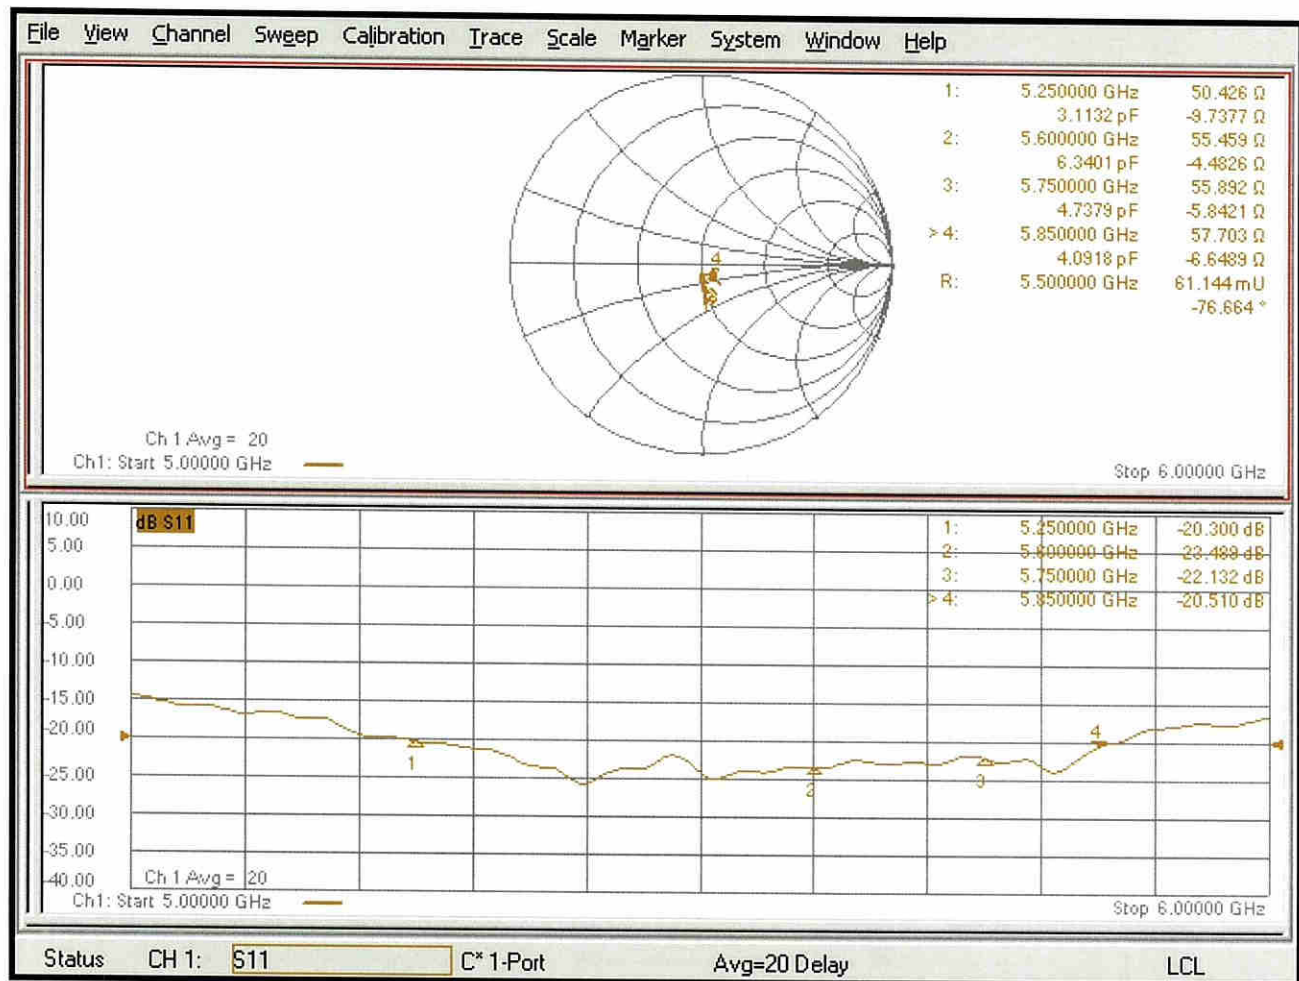 File View Channel Sweep Calibration Trace Scale Marker System Window Help
1: 5.250000 GHz 50.426 Ω
3.1132 pF -9.7377 Ω
2: 5.600000 GHz 55.459 Ω
6.3401 pF -4.4826 Ω
3: 5.750000 GHz 55.892 Ω
4.7379 pF -5.8421 Ω
> 4: 5.850000 GHz 57.703 Ω
4.0918 pF -6.6489 Ω
R: 5.500000 GHz 61.144 mU
-76.664 °
4
Ch 1 Avg = 20
Ch1: Start 5.00000 GHz
Stop 6.00000 GHz
dB S11
10.00
5.00
0.00
-5.00
-10.00
-15.00
-20.00
-25.00
-30.00
-35.00
-40.00
1: 5.250000 GHz -20.300 dB
2: 5.600000 GHz -23.489 dB
3: 5.750000 GHz -22.132 dB
> 4: 5.850000 GHz -20.510 dB
1
2
3
4
Ch 1 Avg = 20
Ch1: Start 5.00000 GHz
Stop 6.00000 GHz
Status CH 1: S11 C* 1-Port Avg=20 Delay LCL